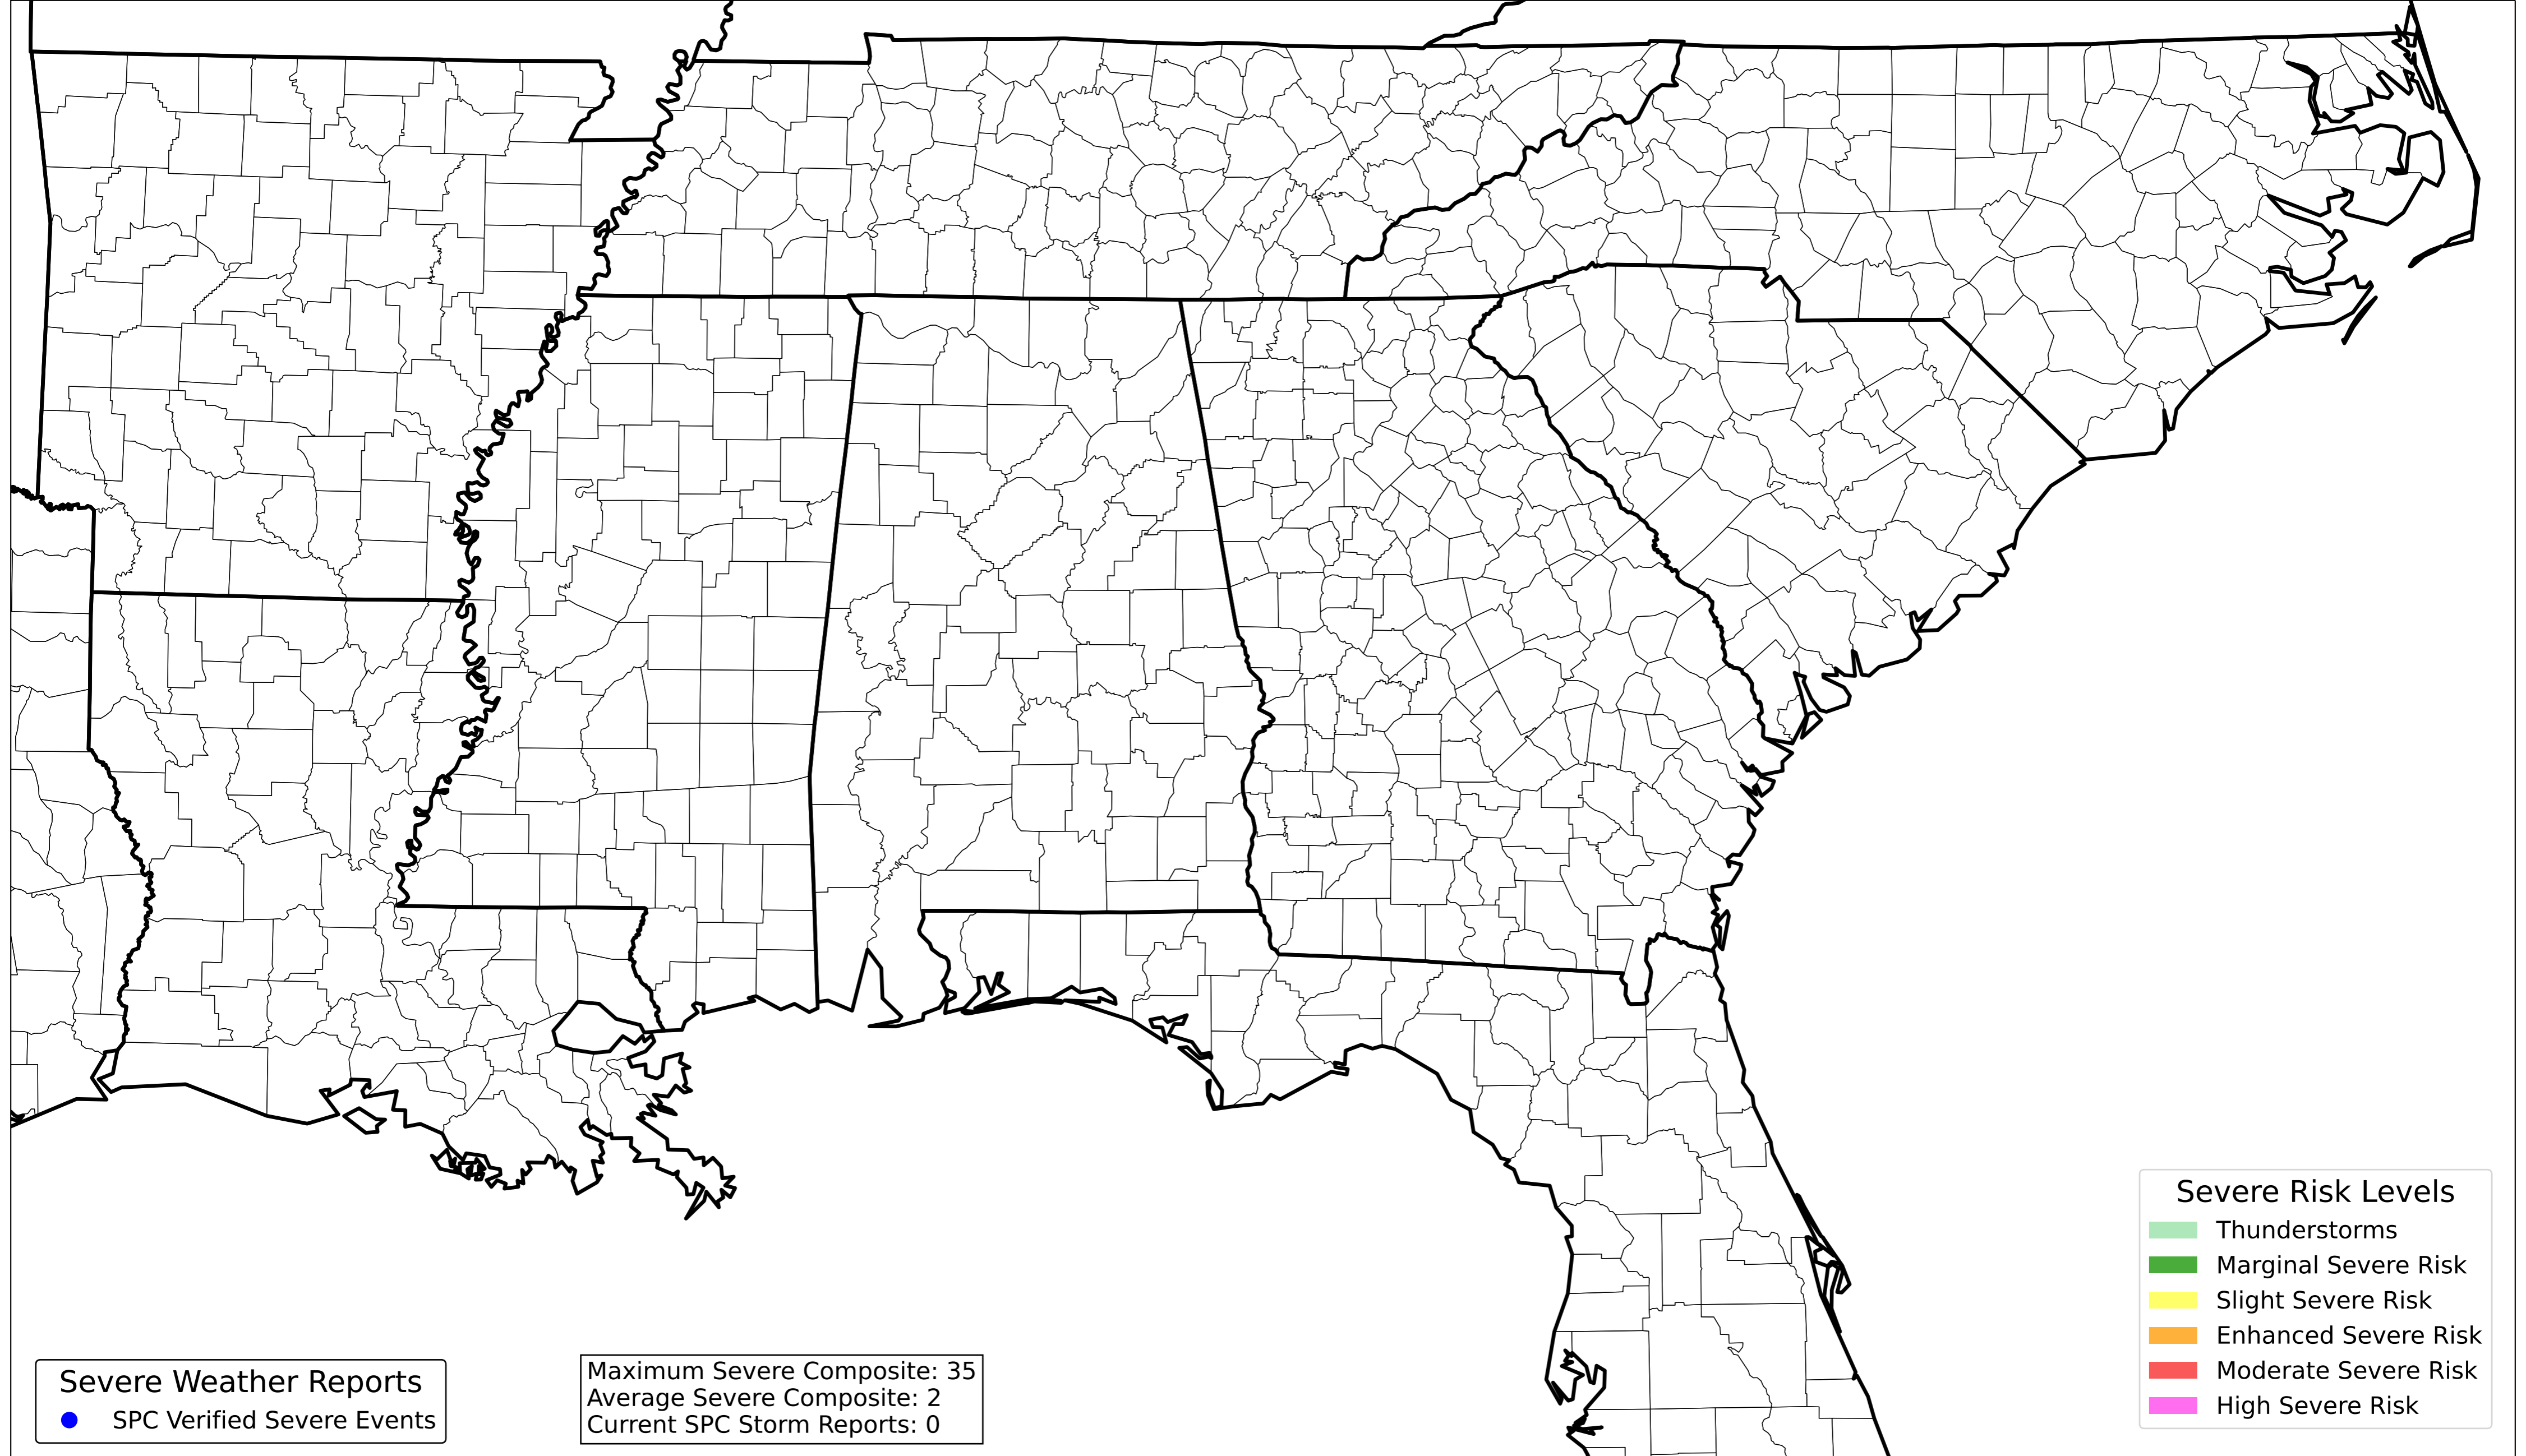 Severe Risk Levels
Thunderstorms
Marginal Severe Risk
Slight Severe Risk
Enhanced Severe Risk
Moderate Severe Risk
High Severe Risk
Severe Weather Reports
SPC Verified Severe Events
Maximum Severe Composite: 35
Average Severe Composite: 2
Current SPC Storm Reports: 0